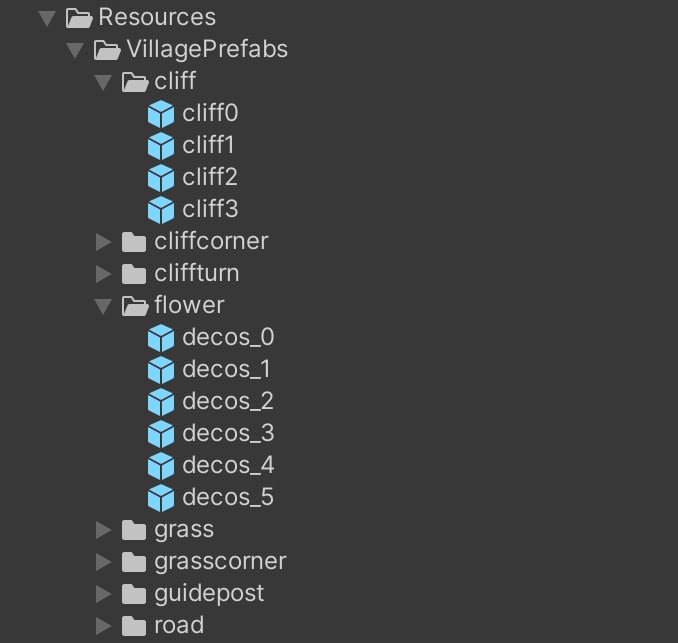 Resources
VillagePrefabs
cliff
cliff0
cliff1
cliff2
cliff3
cliffcorner
cliffturn
flower
decos_0
decos_1
decos_2
decos_3
decos_4
decos_5
grass
grasscorner
guidepost
road